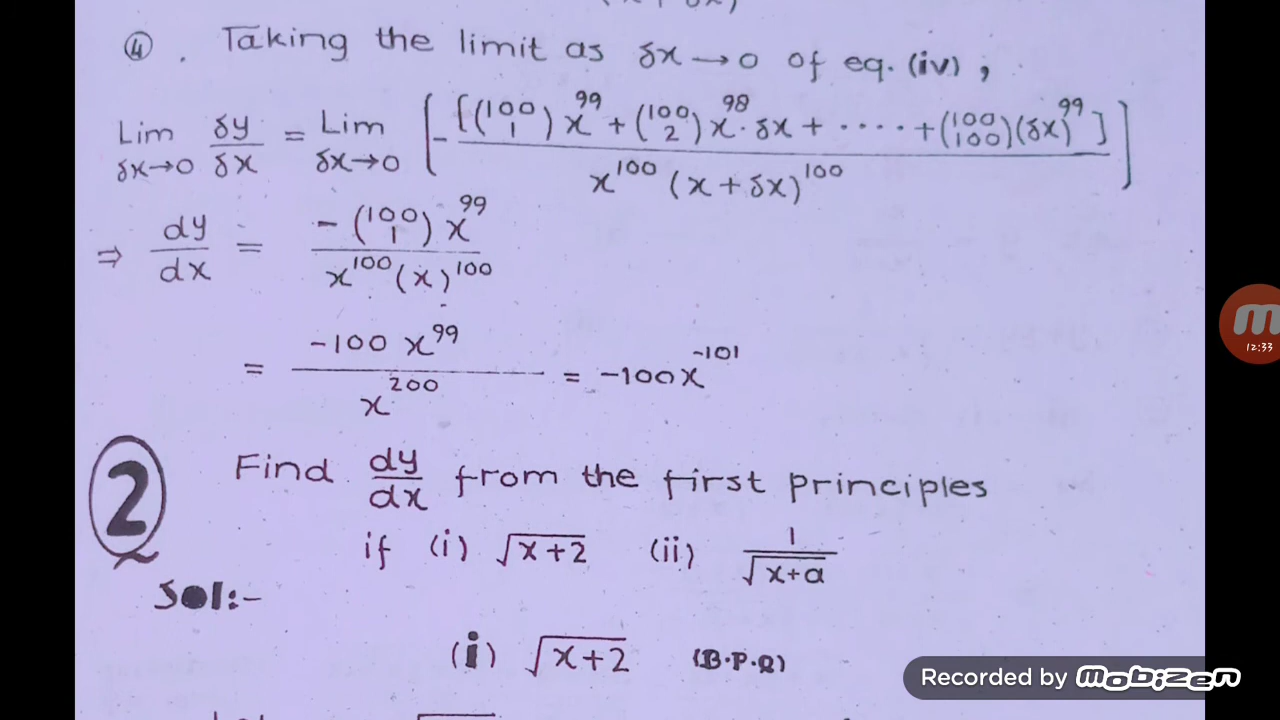 ④. Taking the limit as δx→0 of eq. (iv),
Lim δx→0 δy/δx = Lim δx→0 [-[(100 1)x^99 + (100 2)x^98·δx + ····· + (100 100)(δx)^99] / x^100 (x+δx)^100]
⇒ dy/dx = -(100 1)x^99 / x^100 (x)^100
= -100 x^99 / x^200 = -100x^-101
2 Find dy/dx from the first principles
if (i) √x+2 (ii) 1/√x+a
Sol:-
(i) √x+2 (B.P.Q)
12:33
Recorded by mobizen